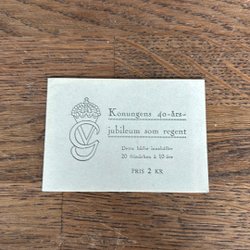 Konungens 40-års-
jubileum som regent
Detta häfte innehåller
20 frimärken à 10 öre
PRIS 2 KR